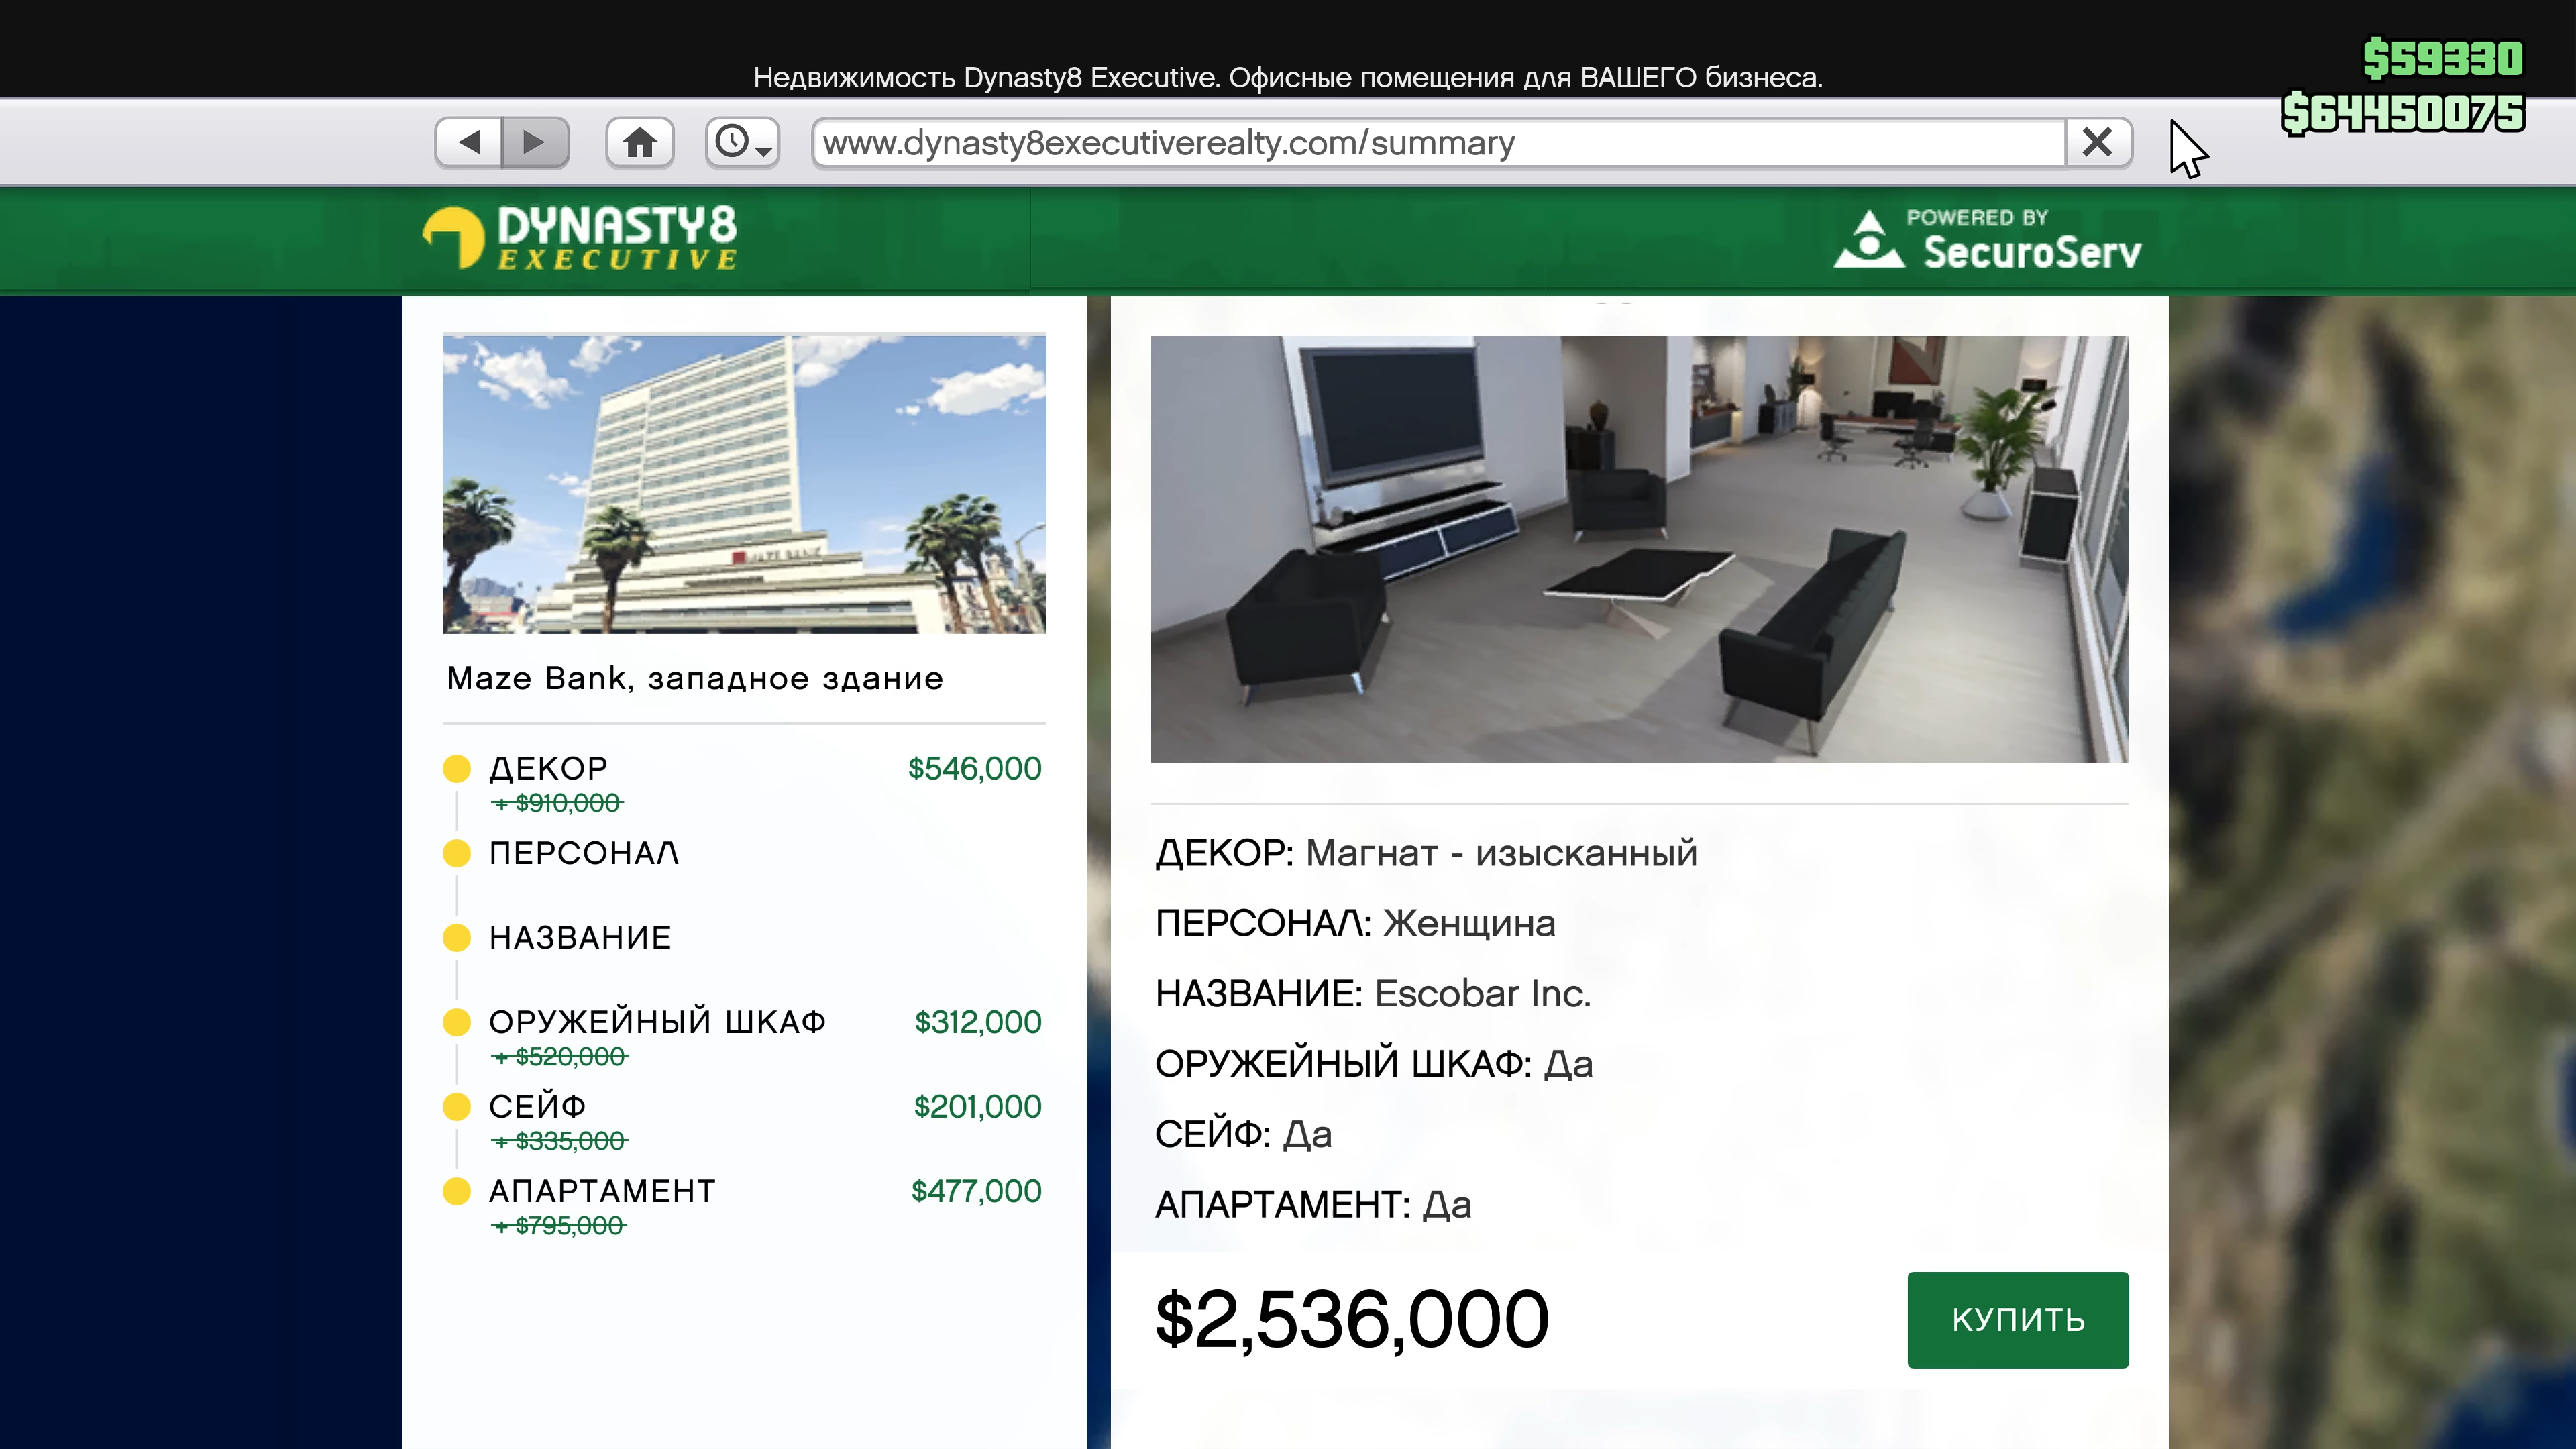 Недвижимость Dynasty8 Executive. Офисные помещения для ВАШЕГО бизнеса.
$59330
$64450075
www.dynasty8executiverealty.com/summary
DYNASTY8
EXECUTIVE
POWERED BY
SecuroServ
MAZE BANK
Maze Bank, западное здание
ДЕКОР $546,000
+ $910,000
ПЕРСОНАЛ
НАЗВАНИЕ
ОРУЖЕЙНЫЙ ШКАФ $312,000
+ $520,000
СЕЙФ $201,000
+ $335,000
АПАРТАМЕНТ $477,000
+ $795,000
ДЕКОР: Магнат - изысканный
ПЕРСОНАЛ: Женщина
НАЗВАНИЕ: Escobar Inc.
ОРУЖЕЙНЫЙ ШКАФ: Да
СЕЙФ: Да
АПАРТАМЕНТ: Да
$2,536,000
КУПИТЬ